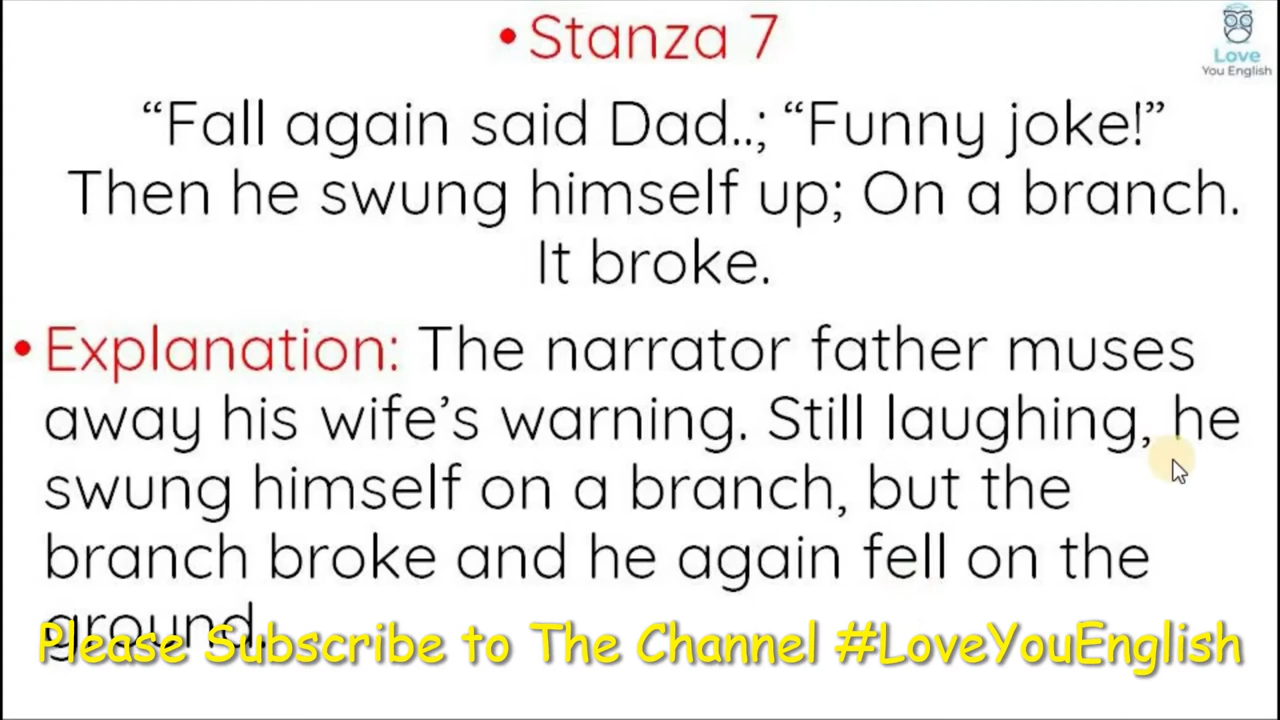 •Stanza 7
Love
You English
“Fall again said Dad..; “Funny joke!”
Then he swung himself up; On a branch.
It broke.
•Explanation: The narrator father muses
away his wife’s warning. Still laughing, he
swung himself on a branch, but the
branch broke and he again fell on the
ground.
Please Subscribe to The Channel #LoveYouEnglish